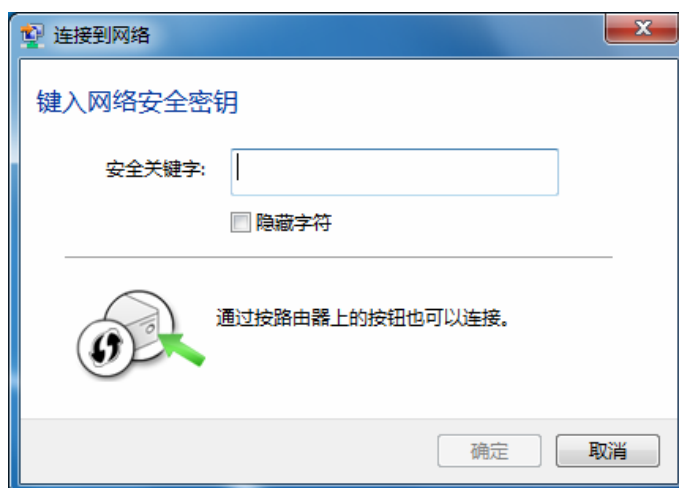 连接到网络
键入网络安全密钥
安全关键字:
隐藏字符
通过按路由器上的按钮也可以连接。
确定
取消